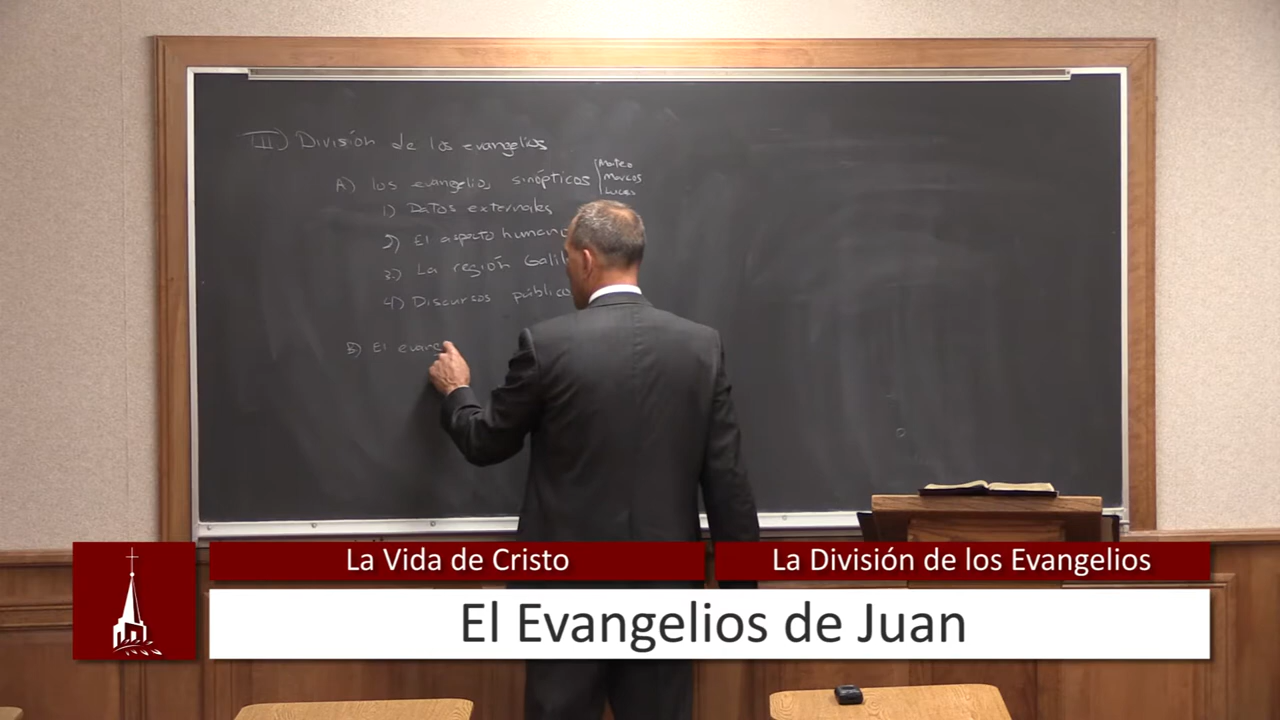 III) División de los evangelios
A) los evangelios sinópticos
Mateo
Marcos
Lucas
1) Datos externales
2) El aspecto human
3.) La región Galil
4) Discursos público
B) El evang
La Vida de Cristo
La División de los Evangelios
El Evangelios de Juan